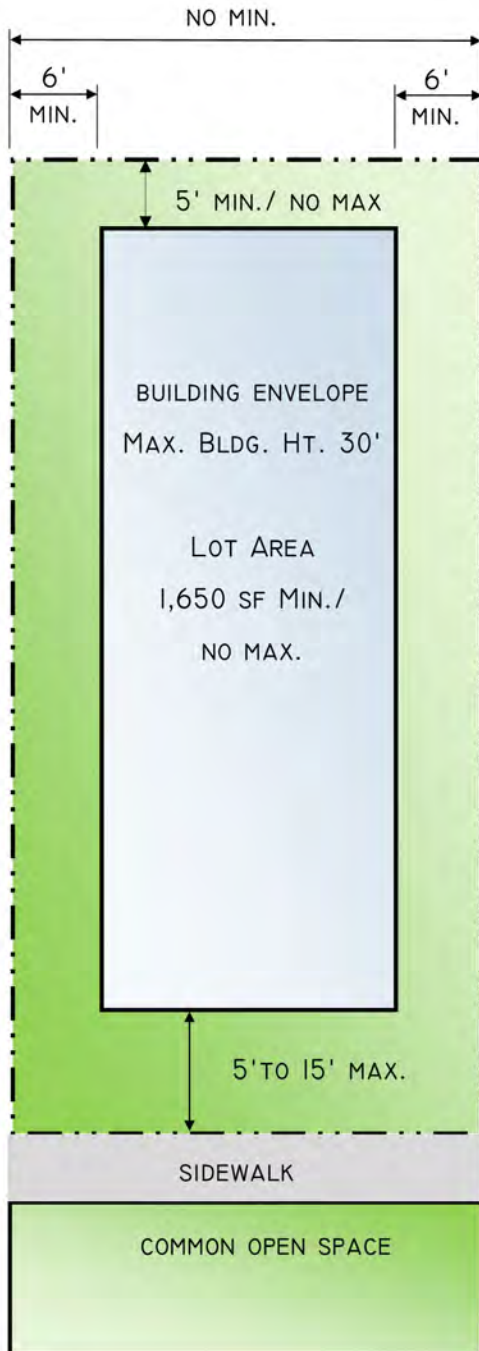 NO MIN.
6'
MIN.
6'
MIN.
5' MIN./ NO MAX
BUILDING ENVELOPE
MAX. BLDG. HT. 30'
LOT AREA
1,650 SF MIN./
NO MAX.
5'TO 15' MAX.
SIDEWALK
COMMON OPEN SPACE